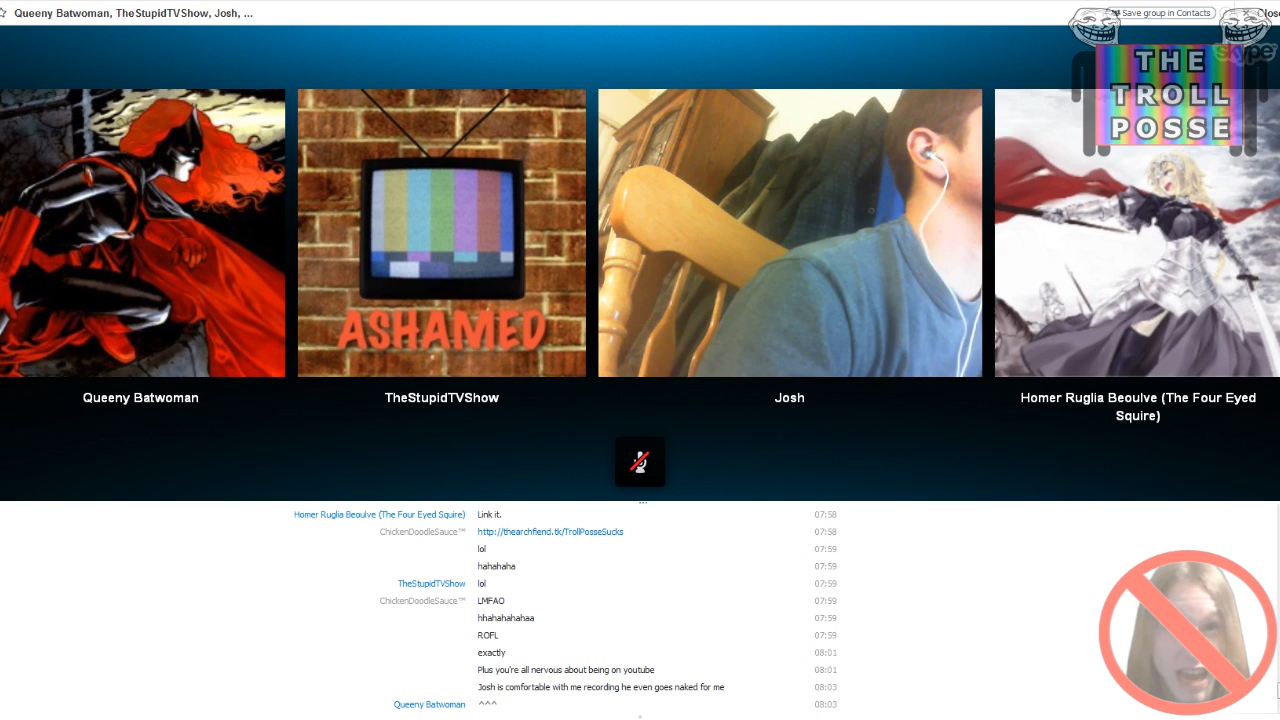 Queeny Batwoman, TheStupidTVShow, Josh, ...
Save group in Contacts
Close
skype
THE
TROLL
POSSE
ASHAMED
Queeny Batwoman
TheStupidTVShow
Josh
Homer Ruglia Beoulve (The Four Eyed
Squire)
Homer Ruglia Beoulve (The Four Eyed Squire) Link it. 07:58
ChickenDoodleSauce™ http://thearchfiend.tk/TrollPosseSucks 07:58
lol 07:59
hahahaha 07:59
TheStupidTVShow lol 07:59
ChickenDoodleSauce™ LMFAO 07:59
hhahahahahaa 07:59
ROFL 07:59
exactly 08:01
Plus you're all nervous about being on youtube 08:01
Josh is comfortable with me recording he even goes naked for me 08:03
Queeny Batwoman ^^^ 08:03